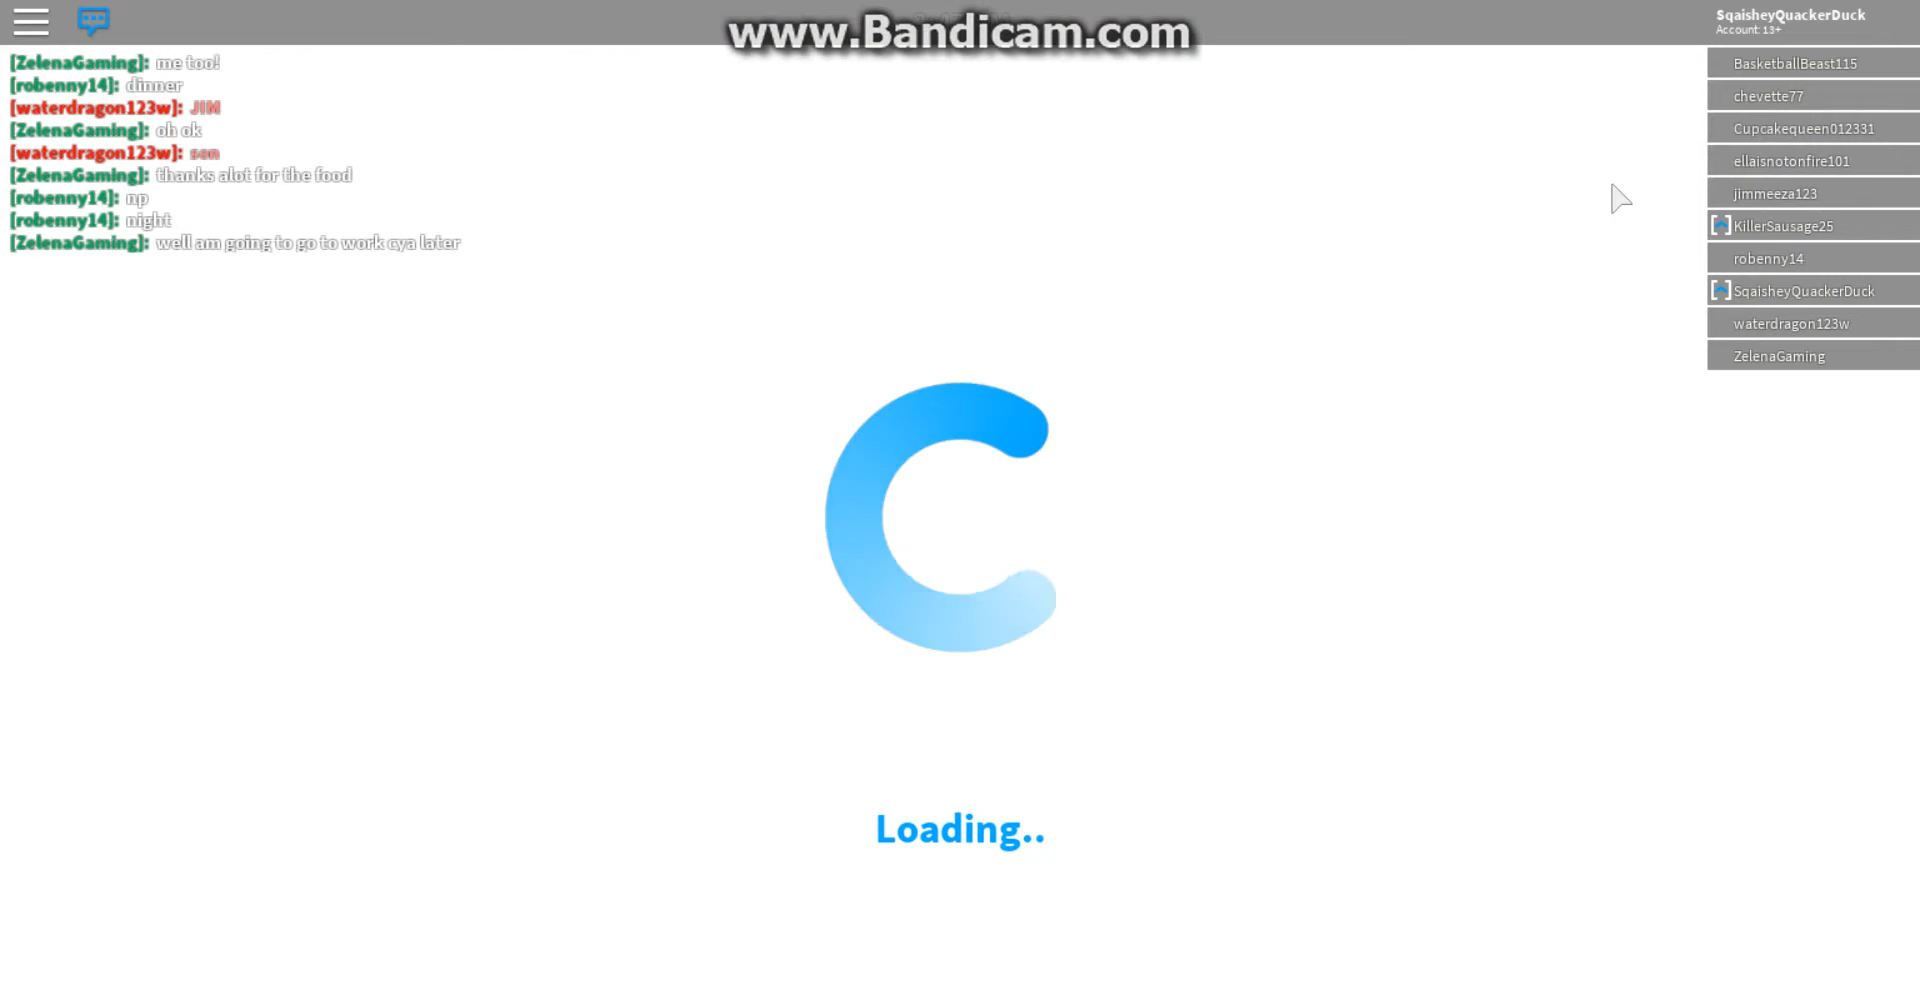 www.Bandicam.com
SqaisheyQuackerDuck
Account: 13+
[ZelenaGaming]: me too!
[robenny14]: dinner
[waterdragon123w]: JIM
[ZelenaGaming]: oh ok
[waterdragon123w]: son
[ZelenaGaming]: thanks alot for the food
[robenny14]: np
[robenny14]: night
[ZelenaGaming]: well am going to go to work cya later
BasketballBeast115
chevette77
Cupcakequeen012331
ellaisnotonfire101
jimmeeza123
KillerSausage25
robenny14
SqaisheyQuackerDuck
waterdragon123w
ZelenaGaming
Loading..